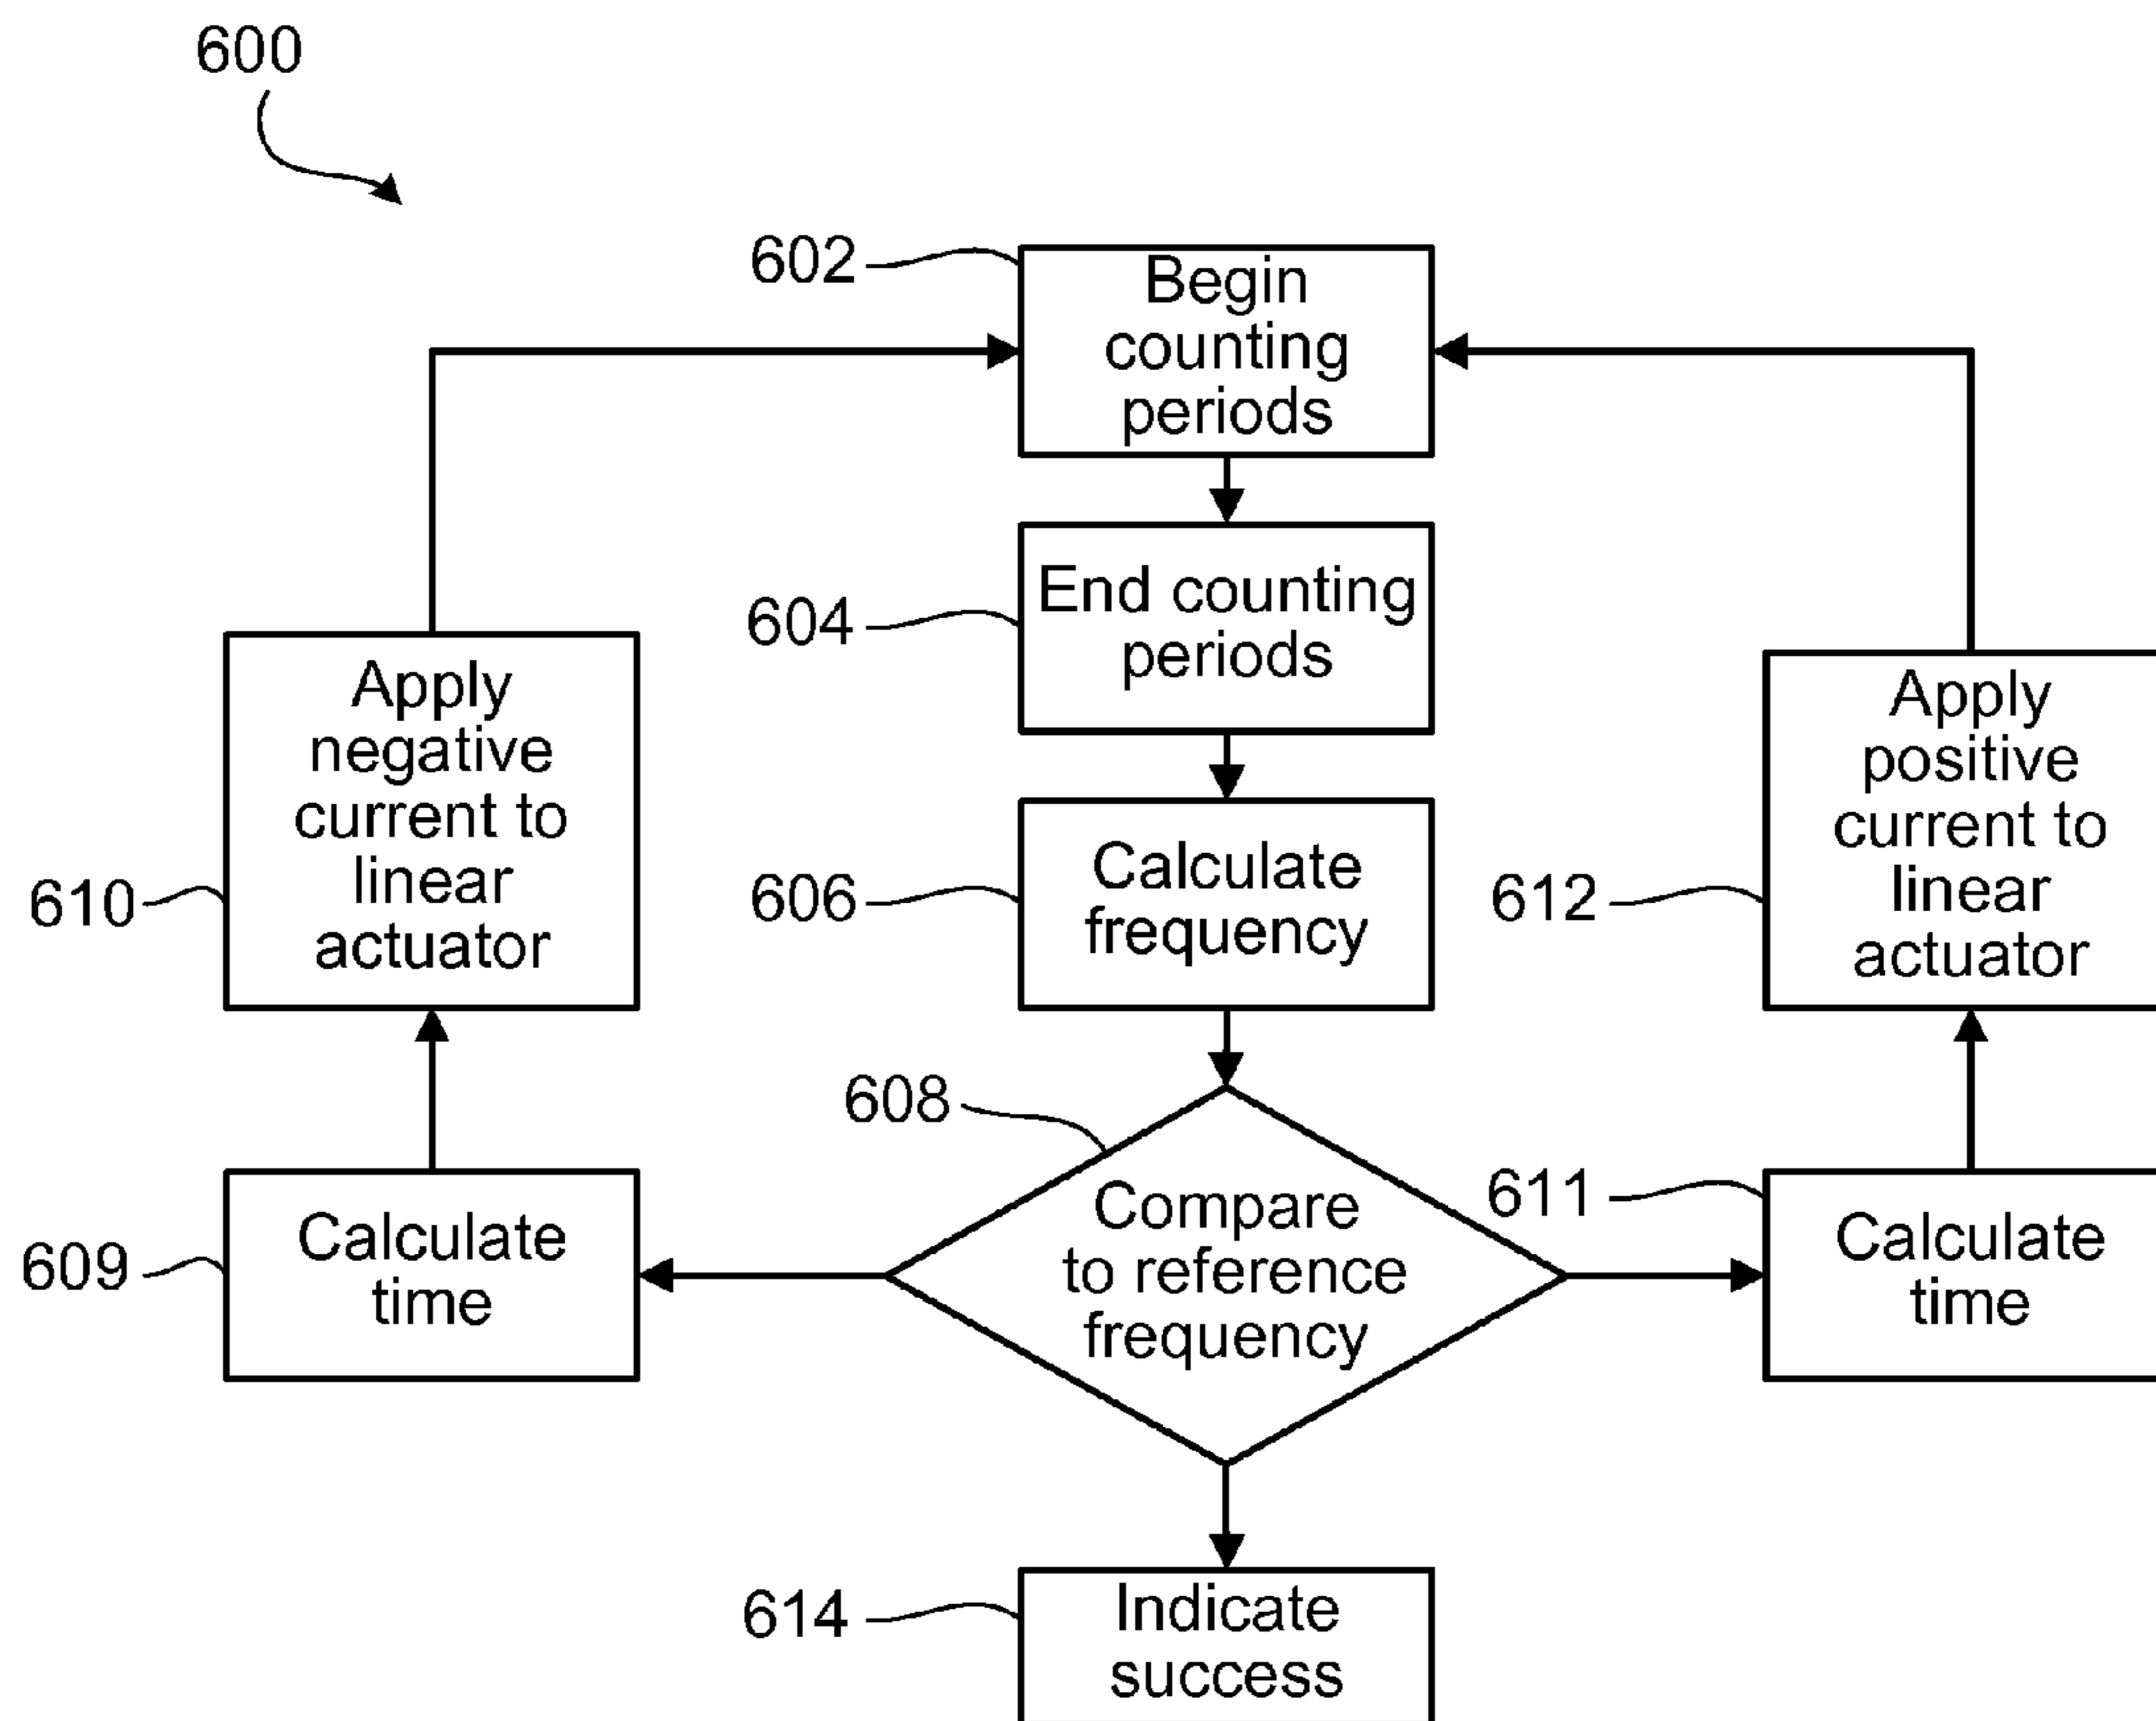 600
602
Begin
counting
periods
604
End counting
periods
610
Apply
negative
current to
linear
actuator
606
Calculate
frequency
612
Apply
positive
current to
linear
actuator
608
Compare
to reference
frequency
609
Calculate
time
611
Calculate
time
614
Indicate
success